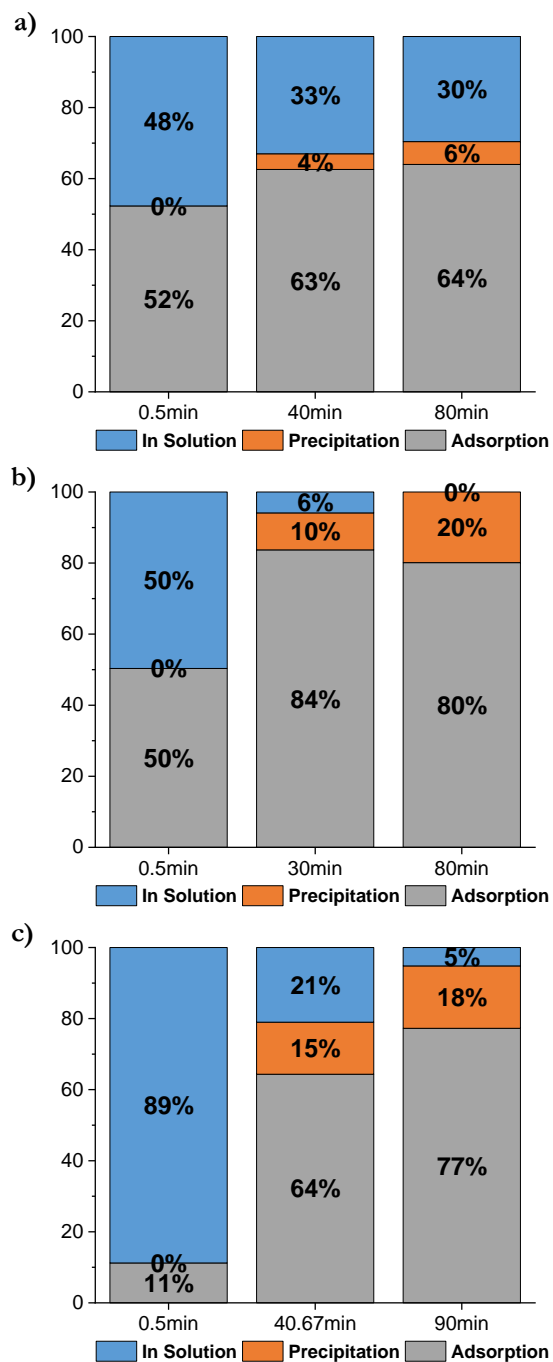 a)
100
80
60
40
20
0
48% 33% 30%
0% 4% 6%
52% 63% 64%
0.5min 40min 80min
In Solution Precipitation Adsorption
b)
100
80
60
40
20
0
50% 6% 0%
0% 10% 20%
50% 84% 80%
0.5min 30min 80min
In Solution Precipitation Adsorption
c)
100
80
60
40
20
0
89% 21% 5%
0% 15% 18%
11% 64% 77%
0.5min 40.67min 90min
In Solution Precipitation Adsorption